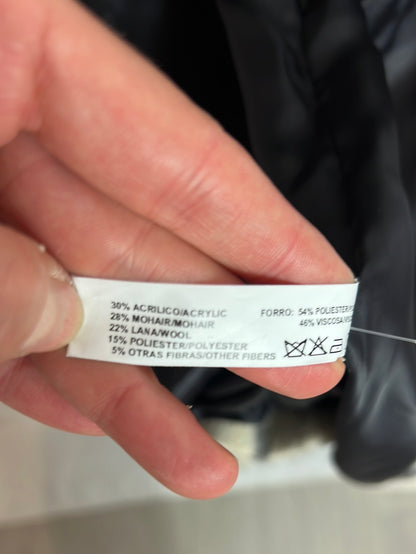 30% ACRILICO/ACRYLIC
28% MOHAIR/MOHAIR
22% LANA/WOOL
15% POLIESTER/POLYESTER
5% OTRAS FIBRAS/OTHER FIBERS
FORRO: 54% POLIESTER/
46% VISCOSA/